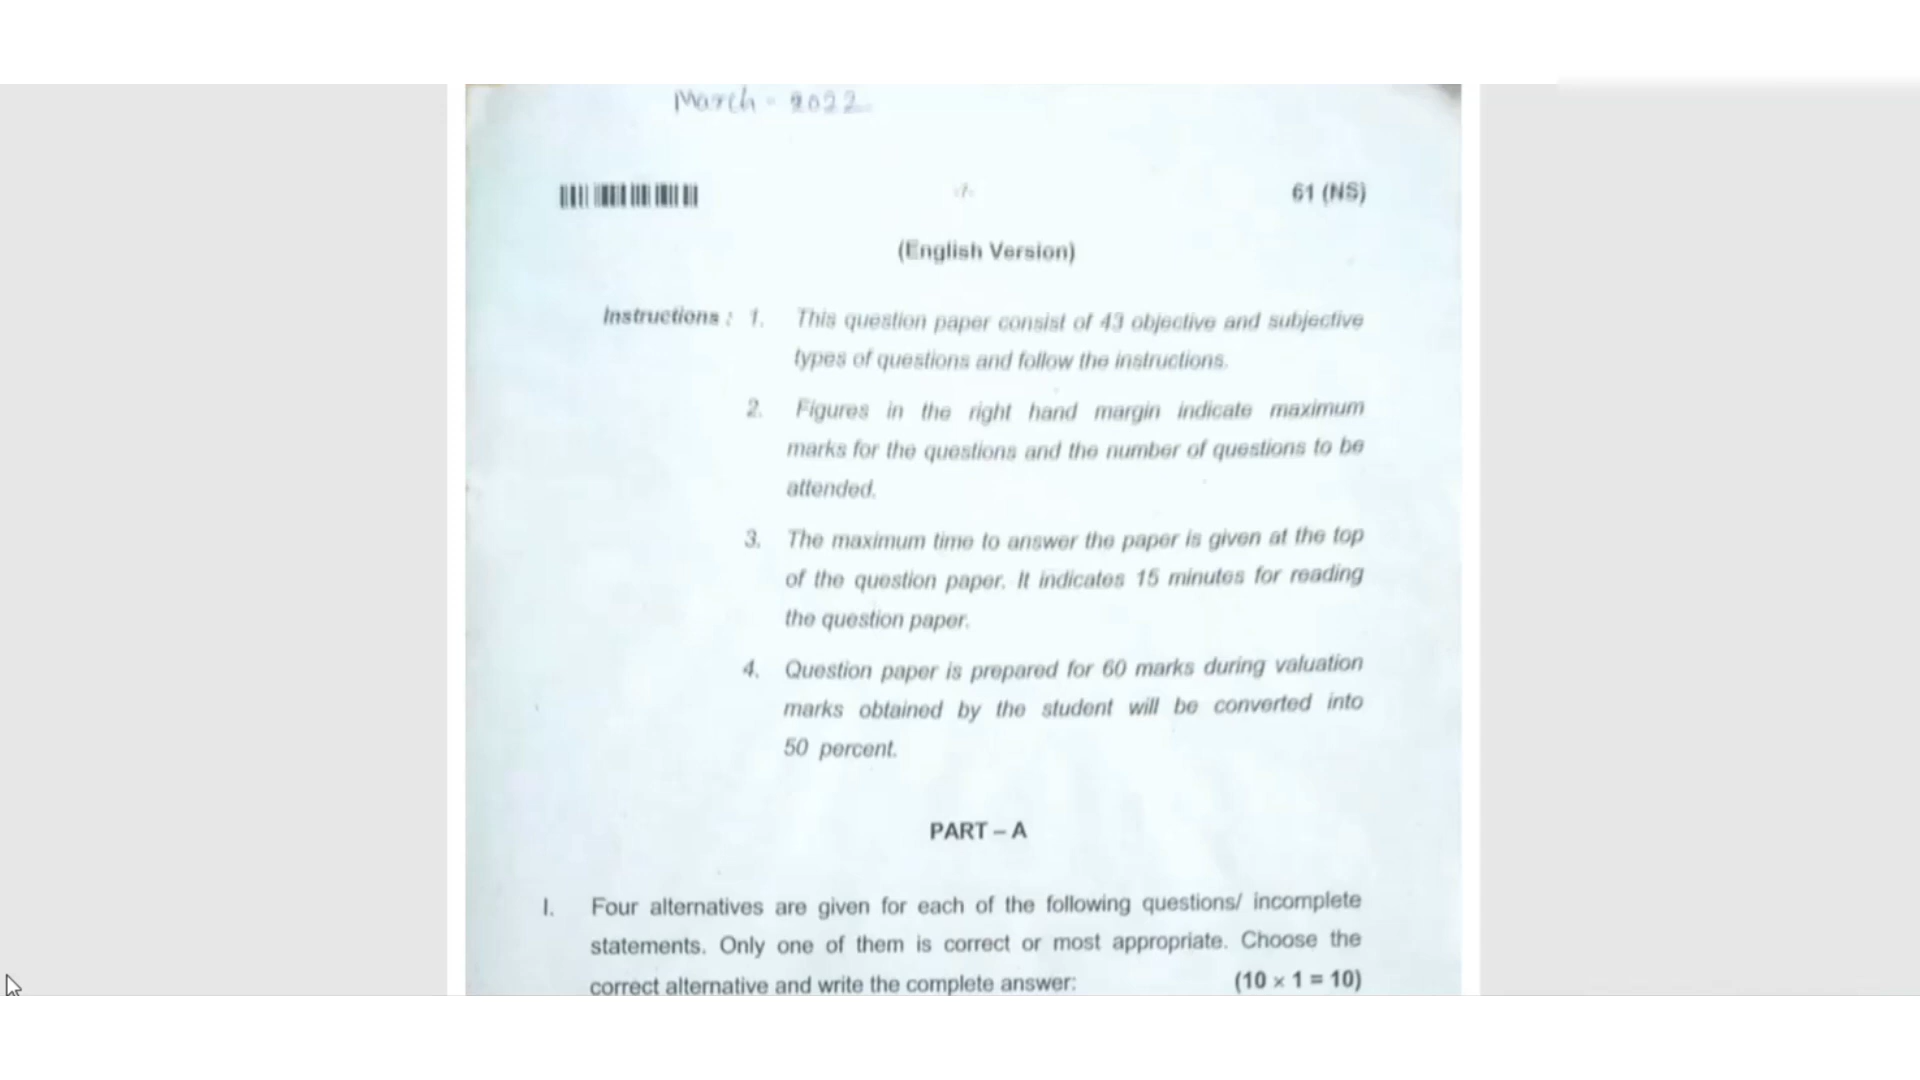 March - 2022
61 (NS)
(English Version)
Instructions : 1. This question paper consist of 43 objective and subjective
types of questions and follow the instructions.
2. Figures in the right hand margin indicate maximum
marks for the questions and the number of questions to be
attended.
3. The maximum time to answer the paper is given at the top
of the question paper. It indicates 15 minutes for reading
the question paper.
4. Question paper is prepared for 60 marks during valuation
marks obtained by the student will be converted into
50 percent.
PART – A
I. Four alternatives are given for each of the following questions/ incomplete
statements. Only one of them is correct or most appropriate. Choose the
correct alternative and write the complete answer: (10 × 1 = 10)